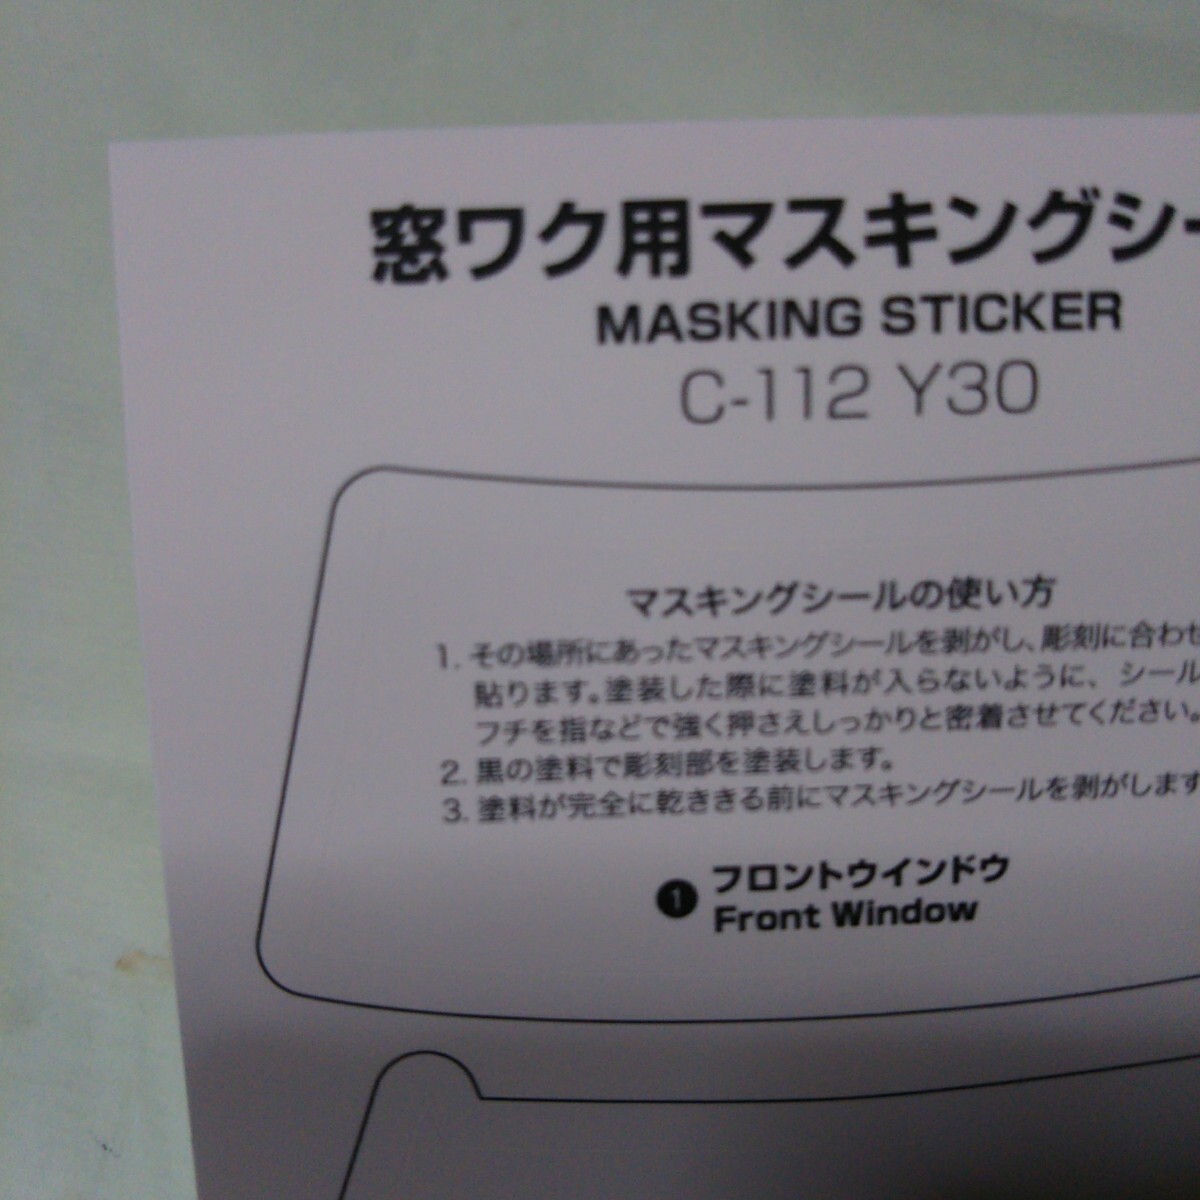 窓ワク用マスキングシー
MASKING STICKER
C-112 Y30
マスキングシールの使い方
1. その場所にあったマスキングシールを剥がし、彫刻に合わせ
貼ります。塗装した際に塗料が入らないように、シール
フチを指などで強く押さえしっかりと密着させてください。
2. 黒の塗料で彫刻部を塗装します。
3. 塗料が完全に乾ききる前にマスキングシールを剥がします
1 フロントウインドウ
Front Window